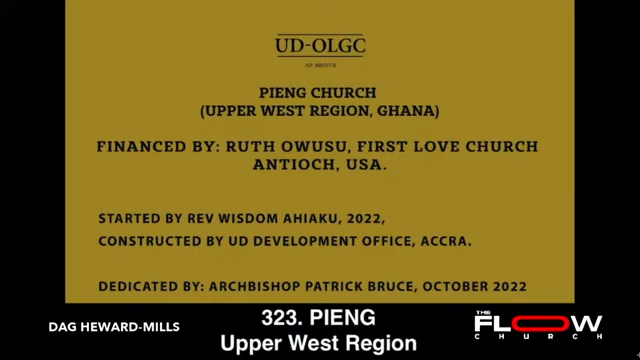 UD-OLGC
PIENG CHURCH
(UPPER WEST REGION, GHANA)
FINANCED BY: RUTH OWUSU, FIRST LOVE CHURCH
ANTIOCH, USA.
STARTED BY REV WISDOM AHIAKU, 2022,
CONSTRUCTED BY UD DEVELOPMENT OFFICE, ACCRA.
DEDICATED BY: ARCHBISHOP PATRICK BRUCE, OCTOBER 2022
323. PIENG
Upper West Region
DAG HEWARD-MILLS
THE
FLOW
CHURCH